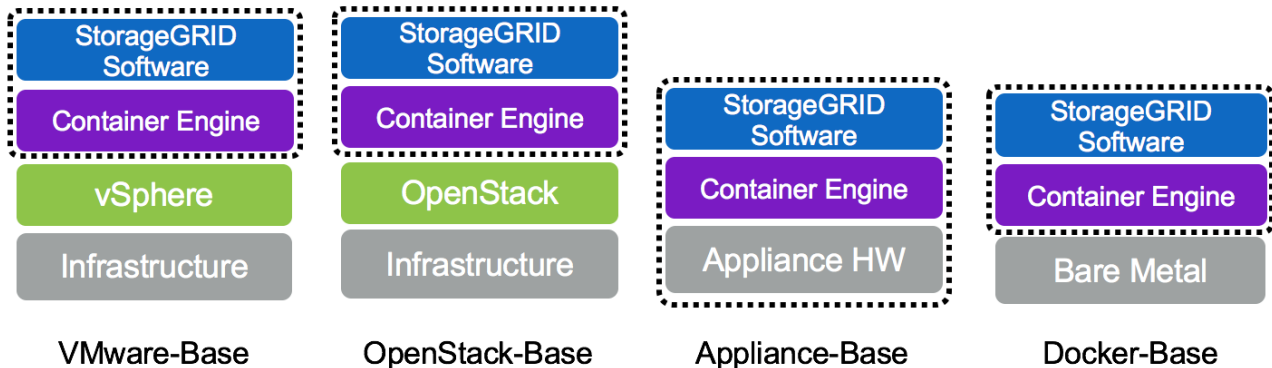 StorageGRID
Software
Container Engine
vSphere
Infrastructure
VMware-Base
StorageGRID
Software
Container Engine
OpenStack
Infrastructure
OpenStack-Base
StorageGRID
Software
Container Engine
Appliance HW
Appliance-Base
StorageGRID
Software
Container Engine
Bare Metal
Docker-Base